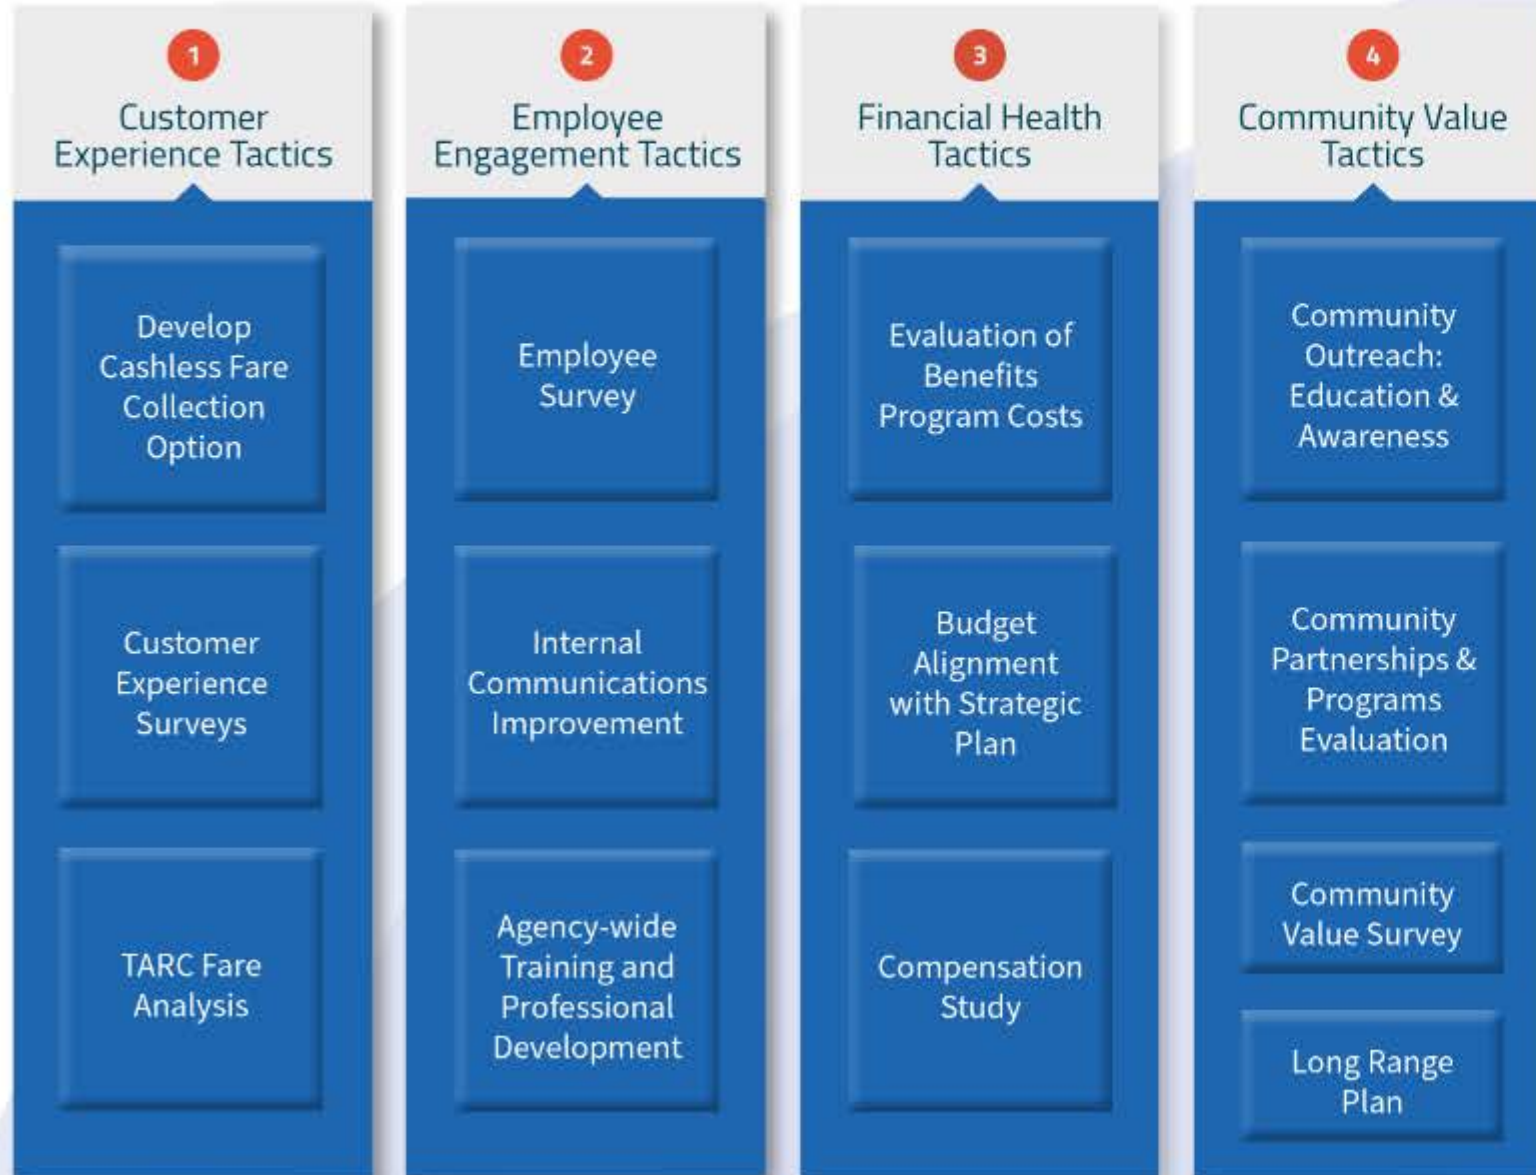 1
Customer
Experience Tactics
Develop
Cashless Fare
Collection
Option
Customer
Experience
Surveys
TARC Fare
Analysis
2
Employee
Engagement Tactics
Employee
Survey
Internal
Communications
Improvement
Agency-wide
Training and
Professional
Development
3
Financial Health
Tactics
Evaluation of
Benefits
Program Costs
Budget
Alignment
with Strategic
Plan
Compensation
Study
4
Community Value
Tactics
Community
Outreach:
Education &
Awareness
Community
Partnerships &
Programs
Evaluation
Community
Value Survey
Long Range
Plan